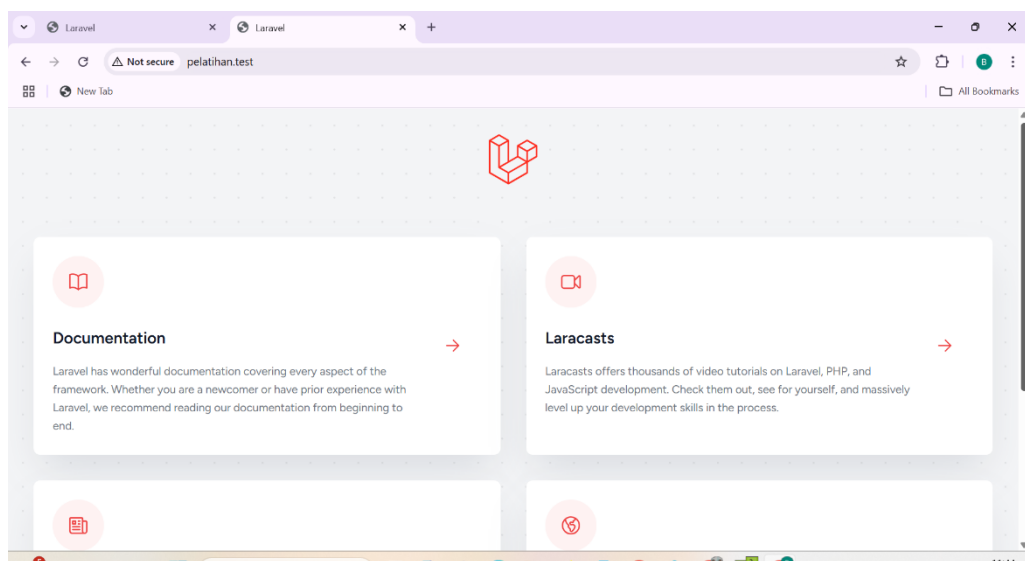 Laravel
Laravel
Not secure pelatihan.test
B
New Tab
All Bookmarks
Documentation
Laravel has wonderful documentation covering every aspect of the
framework. Whether you are a newcomer or have prior experience with
Laravel, we recommend reading our documentation from beginning to
end.
Laracasts
Laracasts offers thousands of video tutorials on Laravel, PHP, and
JavaScript development. Check them out, see for yourself, and massively
level up your development skills in the process.